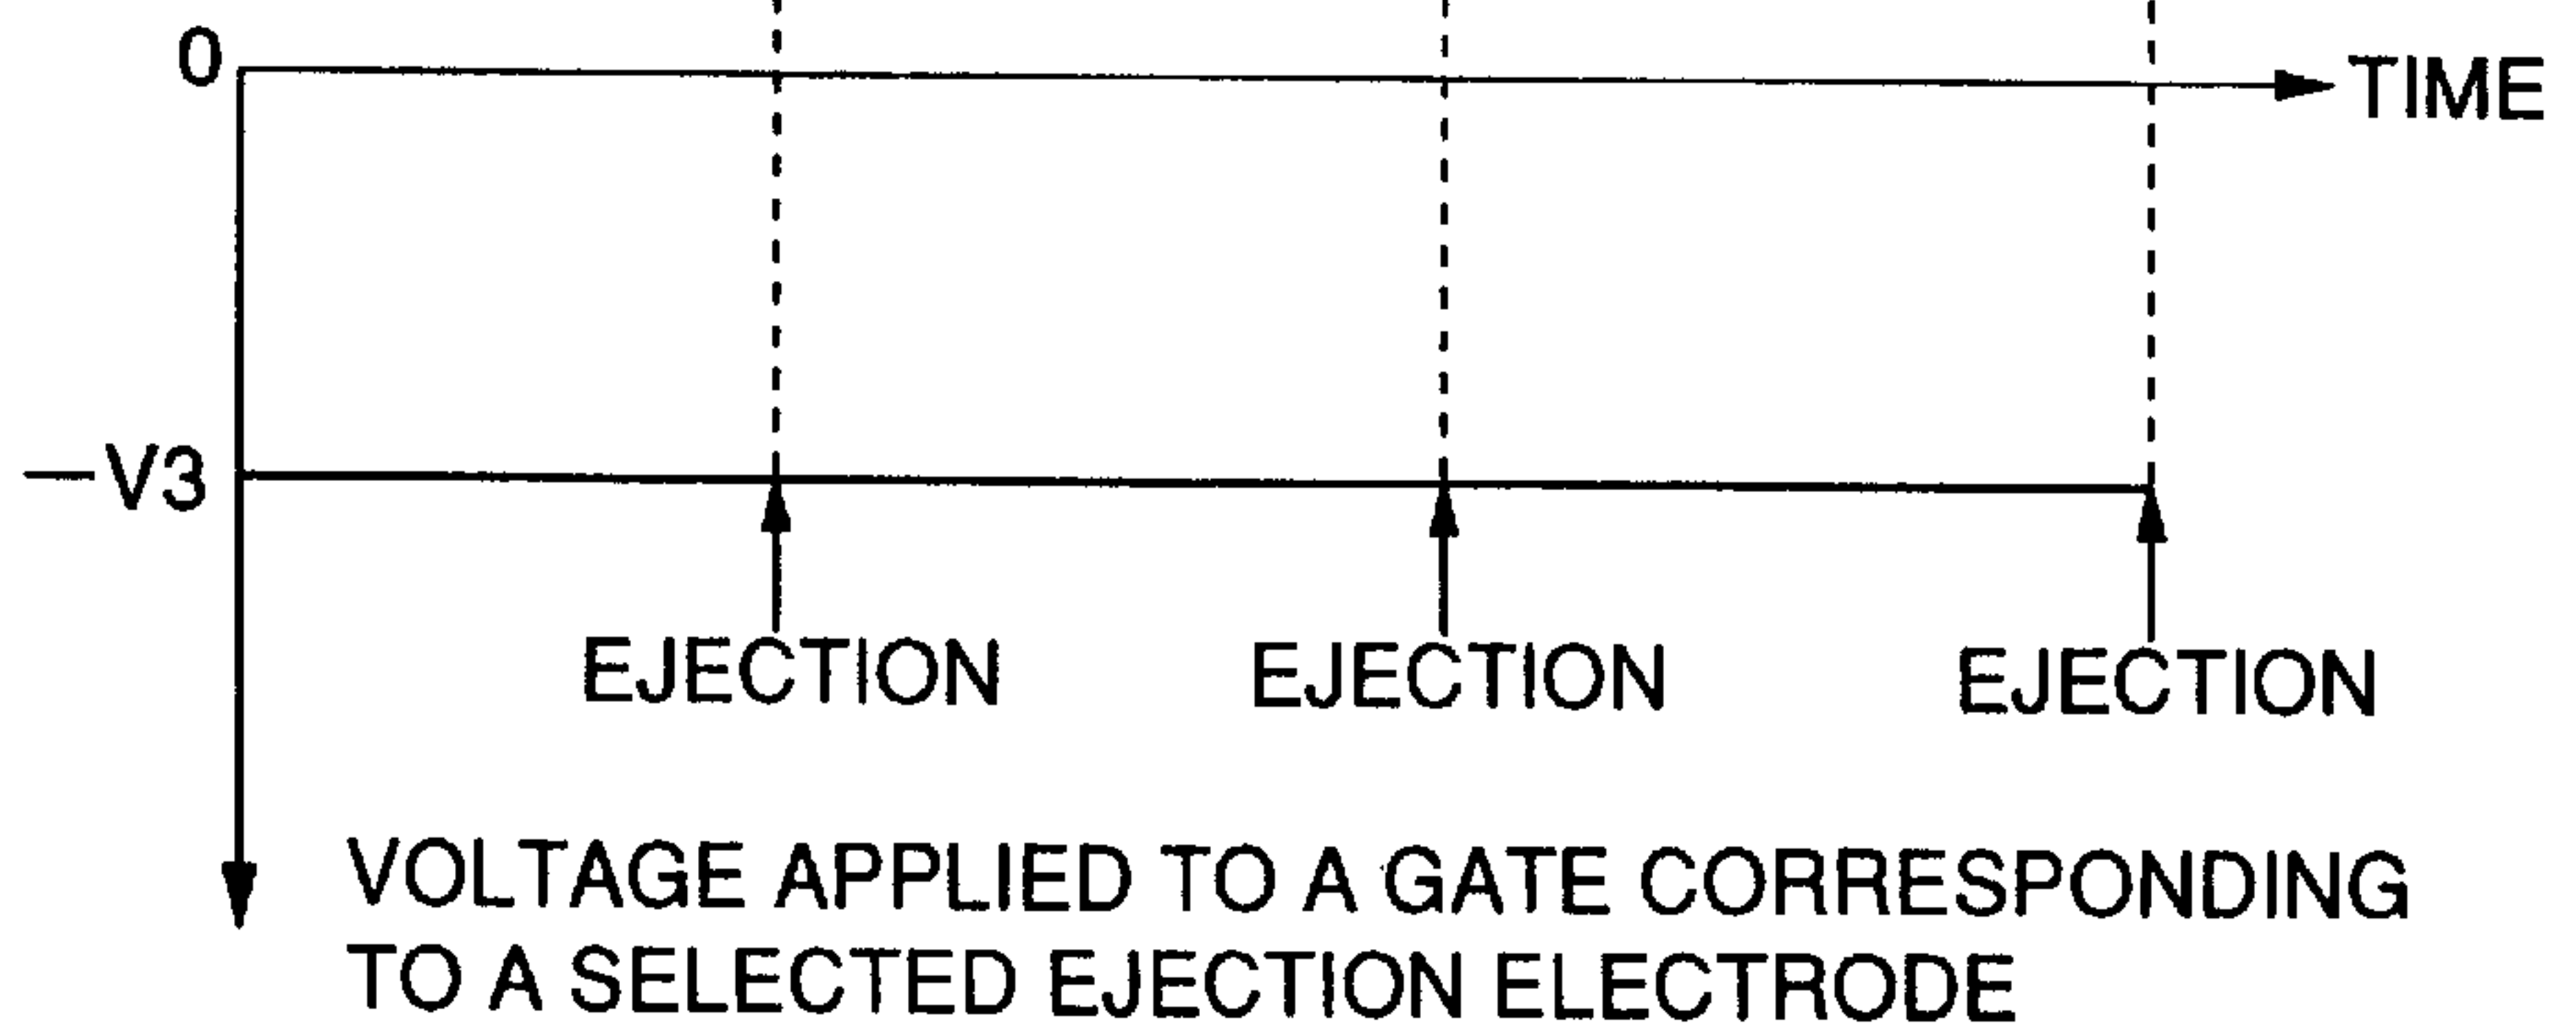 0
TIME
—V3
EJECTION
EJECTION
EJECTION
VOLTAGE APPLIED TO A GATE CORRESPONDING
TO A SELECTED EJECTION ELECTRODE